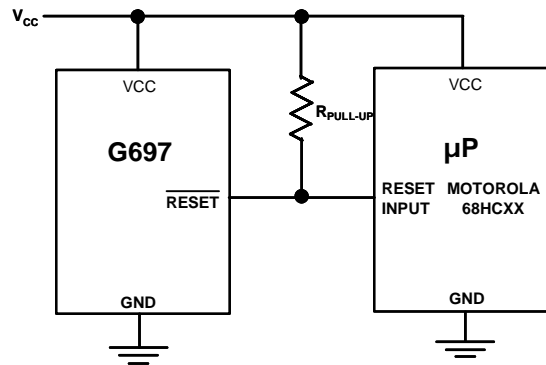 VCC
VCC
G697
RESET
GND
RPULL-UP
VCC
µP
RESET MOTOROLA
INPUT 68HCXX
GND